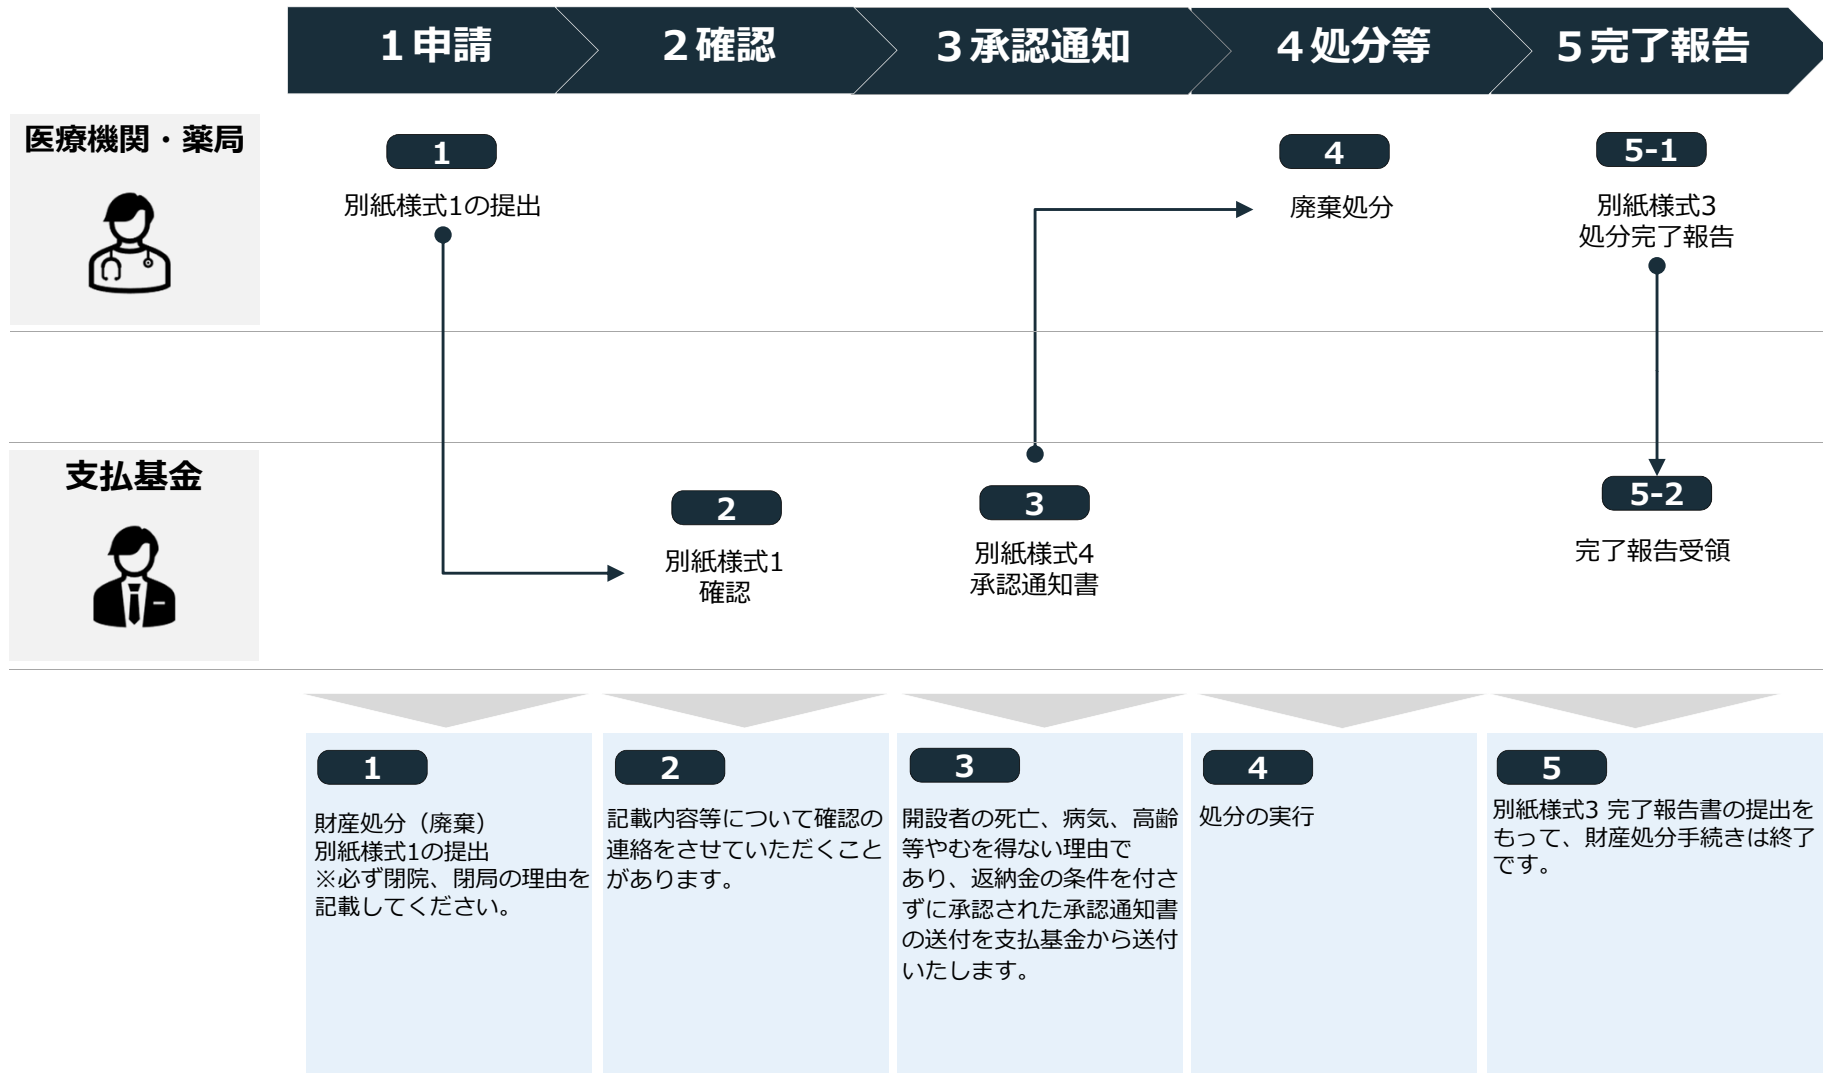 1申請
2確認
3承認通知
4処分等
5完了報告
医療機関・薬局
1
別紙様式1の提出
4
廃棄処分
5-1
別紙様式3
処分完了報告
支払基金
2
別紙様式1
確認
3
別紙様式4
承認通知書
5-2
完了報告受領
1
財産処分（廃棄）
別紙様式1の提出
※必ず閉院、閉局の理由を
記載してください。
2
記載内容等について確認の
連絡をさせていただくこと
があります。
3
開設者の死亡、病気、高齢
等やむを得ない理由で
あり、返納金の条件を付さ
ずに承認された承認通知書
の送付を支払基金から送付
いたします。
4
処分の実行
5
別紙様式3 完了報告書の提出を
もって、財産処分手続きは終了
です。